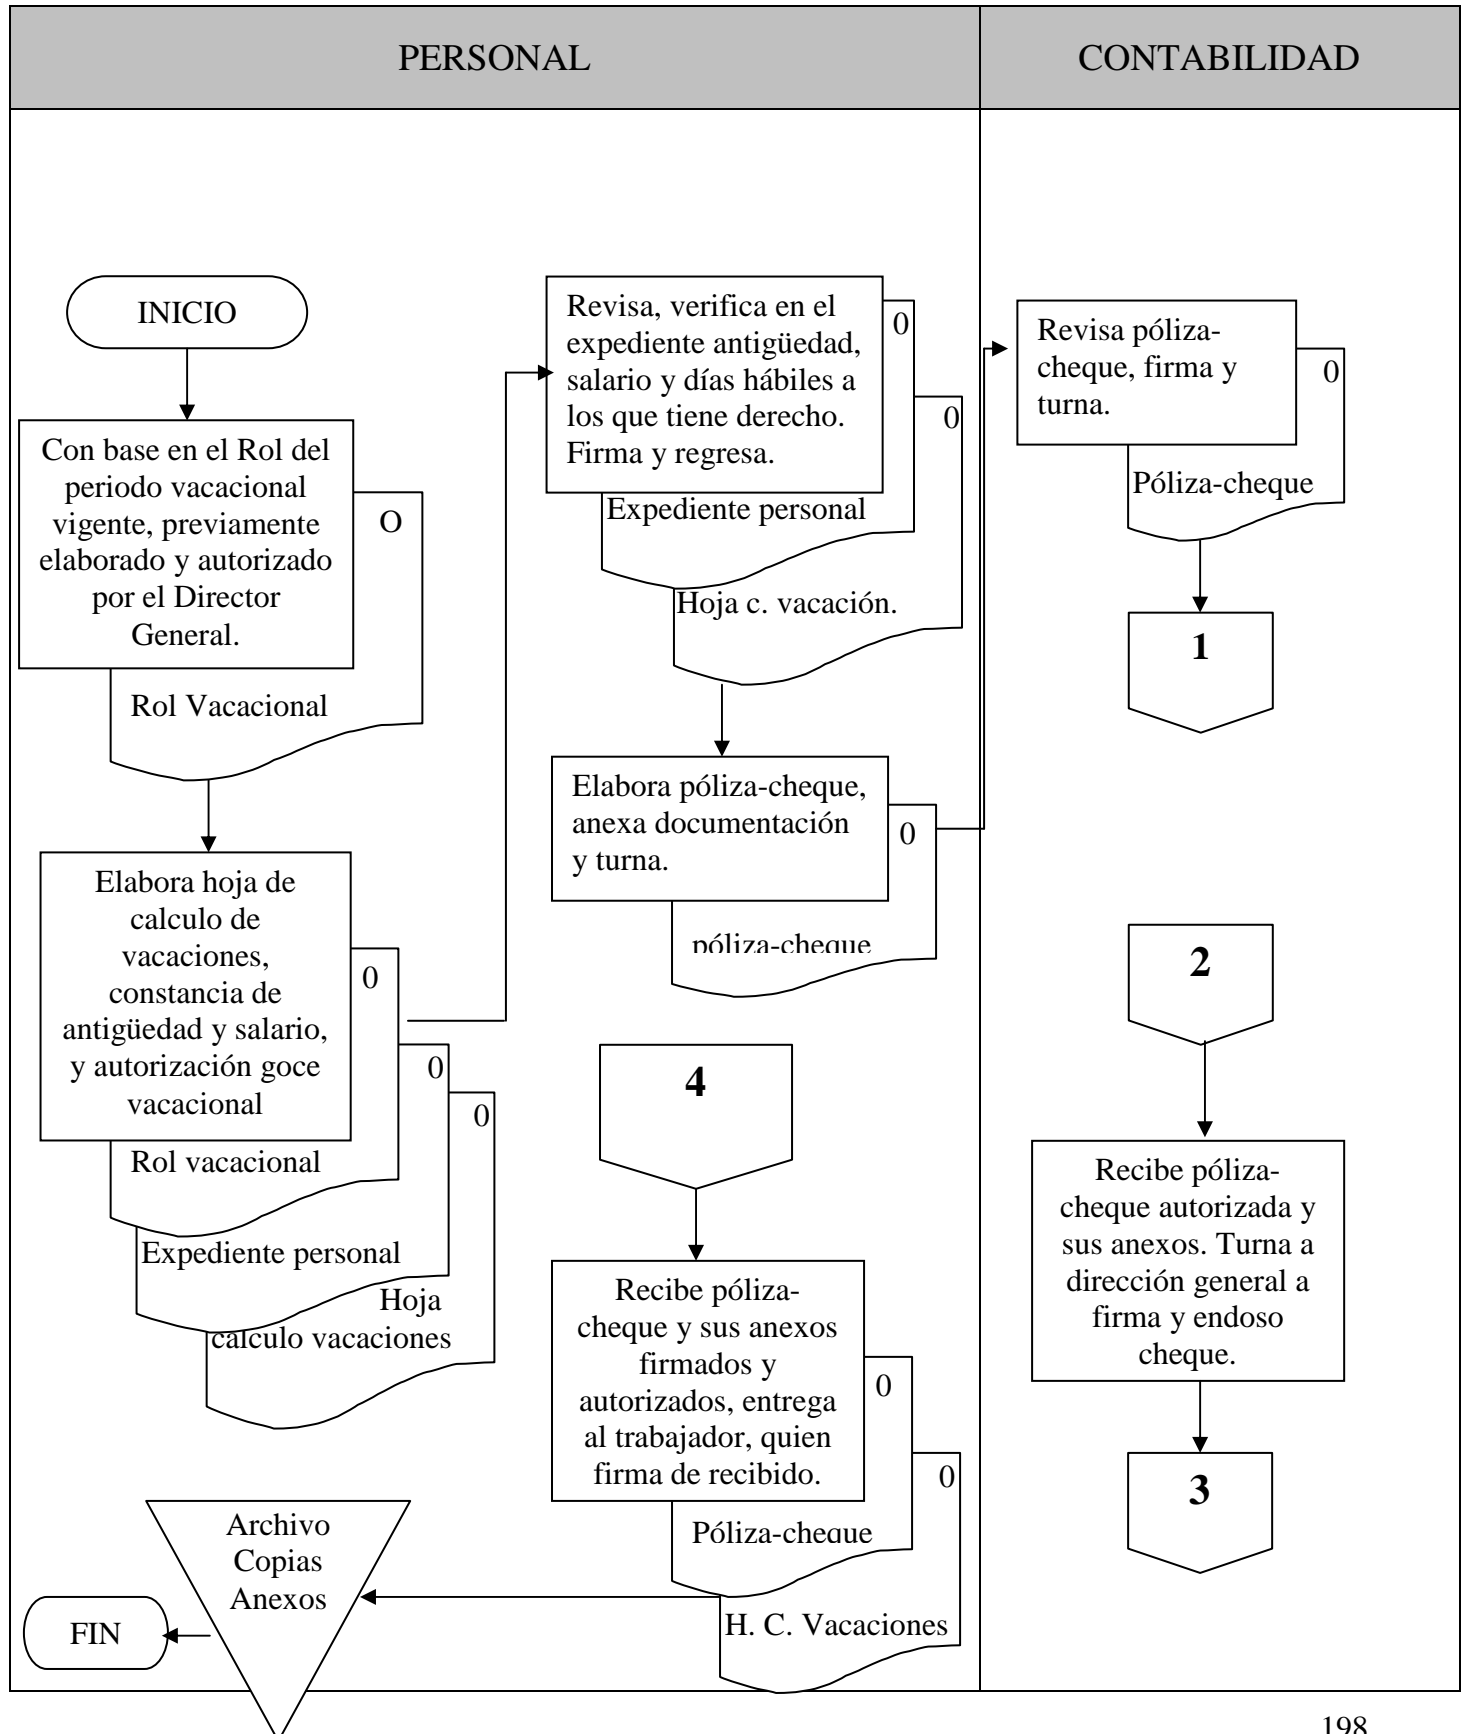 PERSONAL
CONTABILIDAD
INICIO
Con base en el Rol del
periodo vacacional
vigente, previamente
elaborado y autorizado
por el Director
General.
O
Rol Vacacional
Elabora hoja de
calculo de
vacaciones,
constancia de
antigüedad y salario,
y autorización goce
vacacional
0
Rol vacacional
0
Expediente personal
0
Hoja
calculo vacaciones
Revisa, verifica en el
expediente antigüedad,
salario y días hábiles a
los que tiene derecho.
Firma y regresa.
0
Expediente personal
0
Hoja c. vacación.
Elabora póliza-cheque,
anexa documentación
y turna.
0
póliza-cheque
Revisa póliza-
cheque, firma y
turna.
0
Póliza-cheque
1
2
Recibe póliza-
cheque autorizada y
sus anexos. Turna a
dirección general a
firma y endoso
cheque.
3
4
Recibe póliza-
cheque y sus anexos
firmados y
autorizados, entrega
al trabajador, quien
firma de recibido.
0
Póliza-cheque
0
H. C. Vacaciones
Archivo
Copias
Anexos
FIN
198